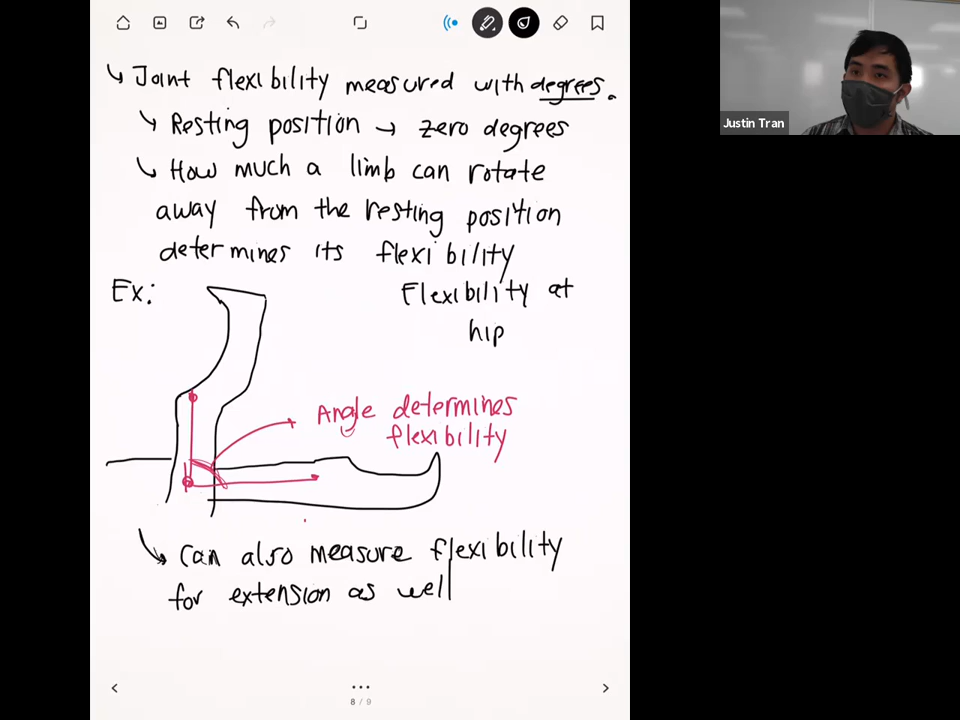 ↳ Joint flexibility measured with degrees.
↳ Resting position → zero degrees
↳ How much a limb can rotate
away from the resting position
determines its flexibility
Ex:
Flexibility at
hip
Angle determines
flexibility
↳ Can also measure flexibility
for extension as well
8 / 9
Justin Tran